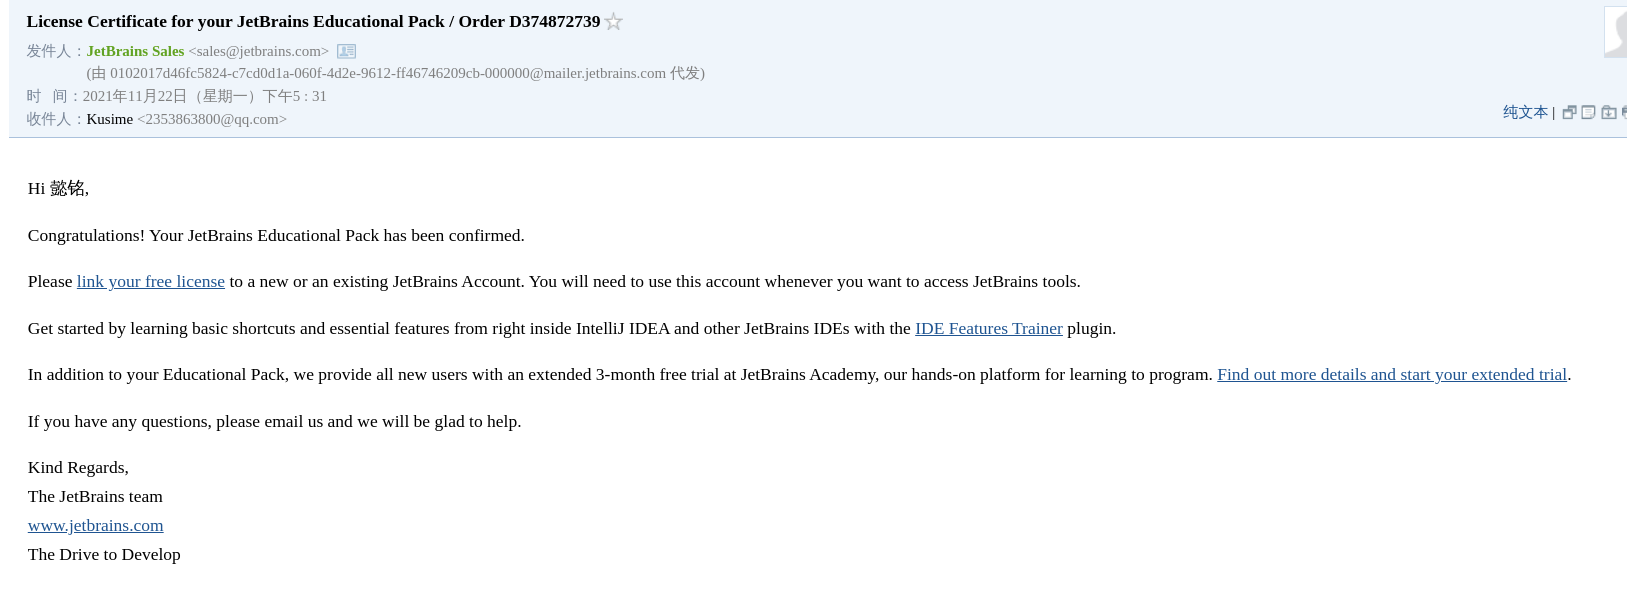 License Certificate for your JetBrains Educational Pack / Order D374872739
发件人：JetBrains Sales <sales@jetbrains.com>
(由 0102017d46fc5824-c7cd0d1a-060f-4d2e-9612-ff46746209cb-000000@mailer.jetbrains.com 代发)
时 间：2021年11月22日（星期一）下午5 : 31
收件人：Kusime <2353863800@qq.com>
纯文本 |
Hi 懿铭,
Congratulations! Your JetBrains Educational Pack has been confirmed.
Please link your free license to a new or an existing JetBrains Account. You will need to use this account whenever you want to access JetBrains tools.
Get started by learning basic shortcuts and essential features from right inside IntelliJ IDEA and other JetBrains IDEs with the IDE Features Trainer plugin.
In addition to your Educational Pack, we provide all new users with an extended 3-month free trial at JetBrains Academy, our hands-on platform for learning to program. Find out more details and start your extended trial.
If you have any questions, please email us and we will be glad to help.
Kind Regards,
The JetBrains team
www.jetbrains.com
The Drive to Develop